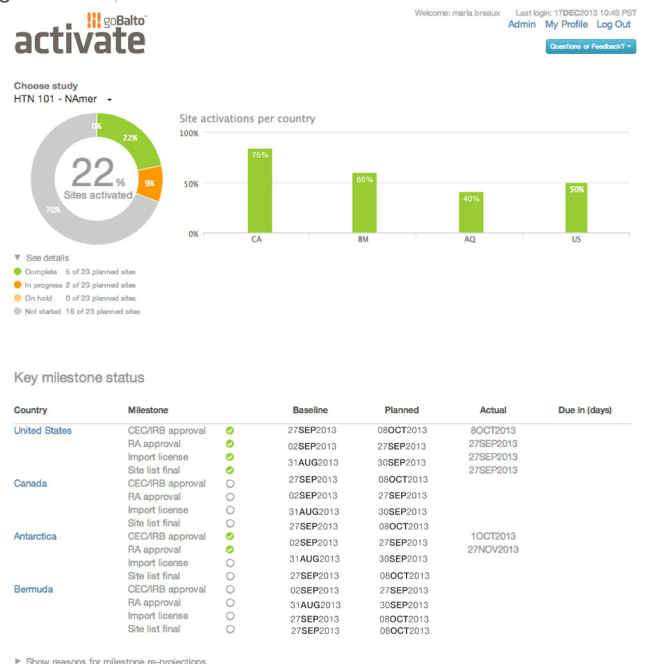 goBalto
activate
Welcome: maria breaux Last login: 17DEC2013 10:49 PST
Admin My Profile Log Out
Questions or Feedback?
Choose study
HTN 101 - NAmer
Site activations per country
100%
50%
0%
75%
60%
40%
50%
CA BM AQ US
0%
22%
9%
70%
22%
Sites activated
See details
Complete 5 of 23 planned sites
In progress 2 of 23 planned sites
On hold 0 of 23 planned sites
Not started 16 of 23 planned sites
Key milestone status
Country Milestone Baseline Planned Actual Due in (days)
United States CEC/IRB approval 27SEP2013 08OCT2013 8OCT2013
RA approval 02SEP2013 27SEP2013 27SEP2013
Import license 31AUG2013 30SEP2013 27SEP2013
Site list final 27SEP2013 08OCT2013 27SEP2013
Canada CEC/IRB approval
RA approval 02SEP2013 27SEP2013
Import license 31AUG2013 30SEP2013
Site list final 27SEP2013 08OCT2013
Antarctica CEC/IRB approval 02SEP2013 27SEP2013 1OCT2013
RA approval 27NOV2013
Import license 31AUG2013 30SEP2013
Site list final 27SEP2013 08OCT2013
Bermuda CEC/IRB approval 02SEP2013 27SEP2013
RA approval 31AUG2013 30SEP2013
Import license 27SEP2013 08OCT2013
Site list final 27SEP2013 08OCT2013
Show reasons for milestone re-projections